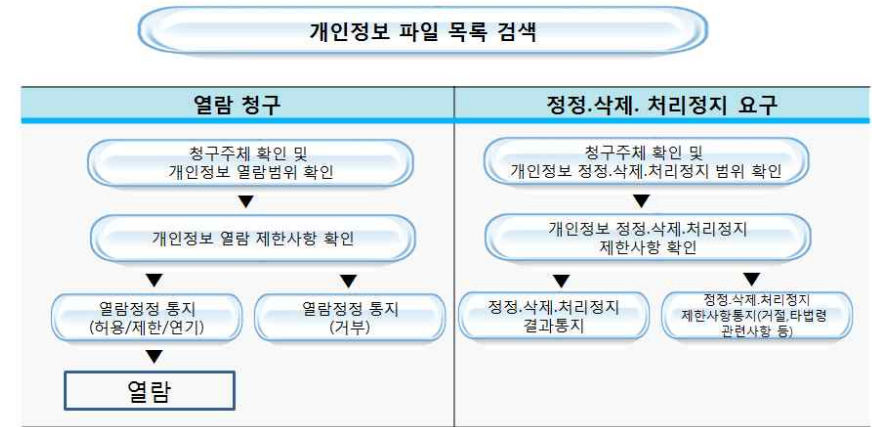 개인정보 파일 목록 검색
열람 청구
정정.삭제. 처리정지 요구
청구주체 확인 및
개인정보 열람범위 확인
청구주체 확인 및
개인정보 정정.삭제.처리정지 범위 확인
개인정보 열람 제한사항 확인
개인정보 정정.삭제.처리정지
제한사항 확인
열람정정 통지
(허용/제한/연기)
열람정정 통지
(거부)
정정.삭제.처리정지
결과통지
정정.삭제.처리정지
제한사항통지(거절,타법령
관련사항 등)
열람